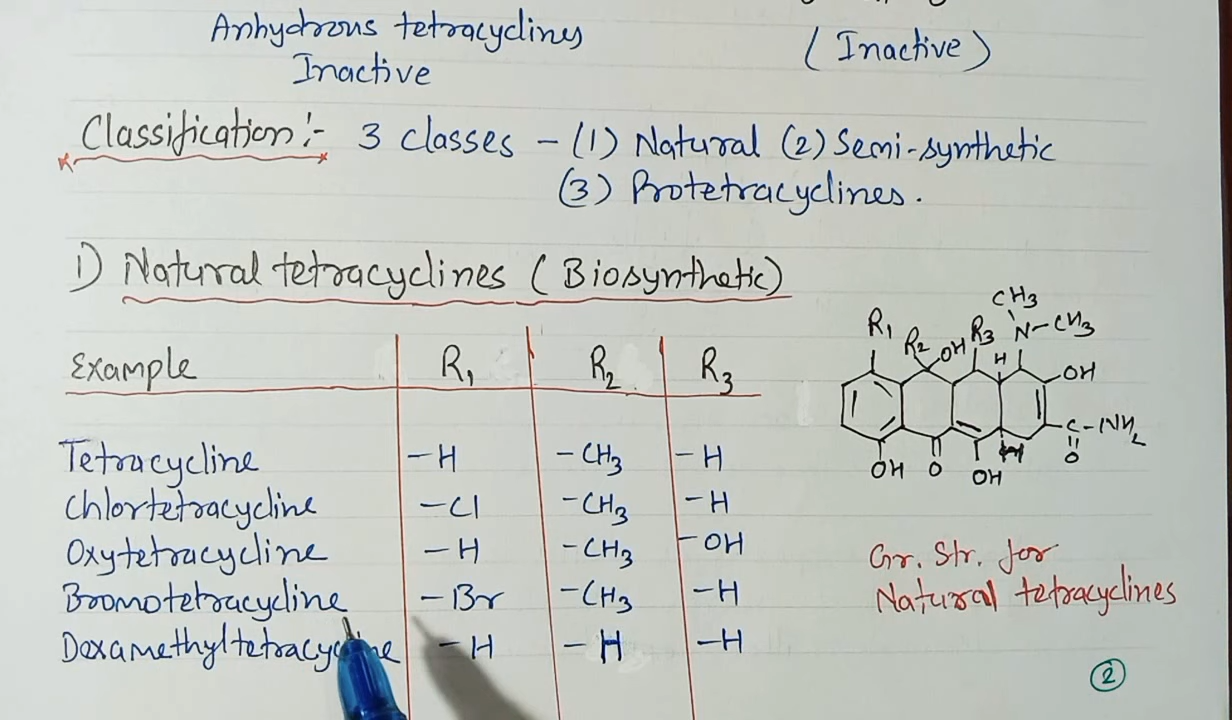 Anhydrous tetracyclines
Inactive
(Inactive)
Classification:- 3 classes - (1) Natural (2) Semi-synthetic
(3) Protetracyclines.
1) Natural tetracyclines (Biosynthetic)
Example R1 R2 R3
Tetracycline -H -CH3 -H
Chlortetracycline -Cl -CH3 -H
Oxytetracycline -H -CH3 -OH
Bromotetracycline -Br -CH3 -H
-H -H -H
CH3
R1 R2 OH R3 N-CH3
H
OH
C-NH2
O
OH O OH H
Gr. Str. for
Natural tetracyclines
2